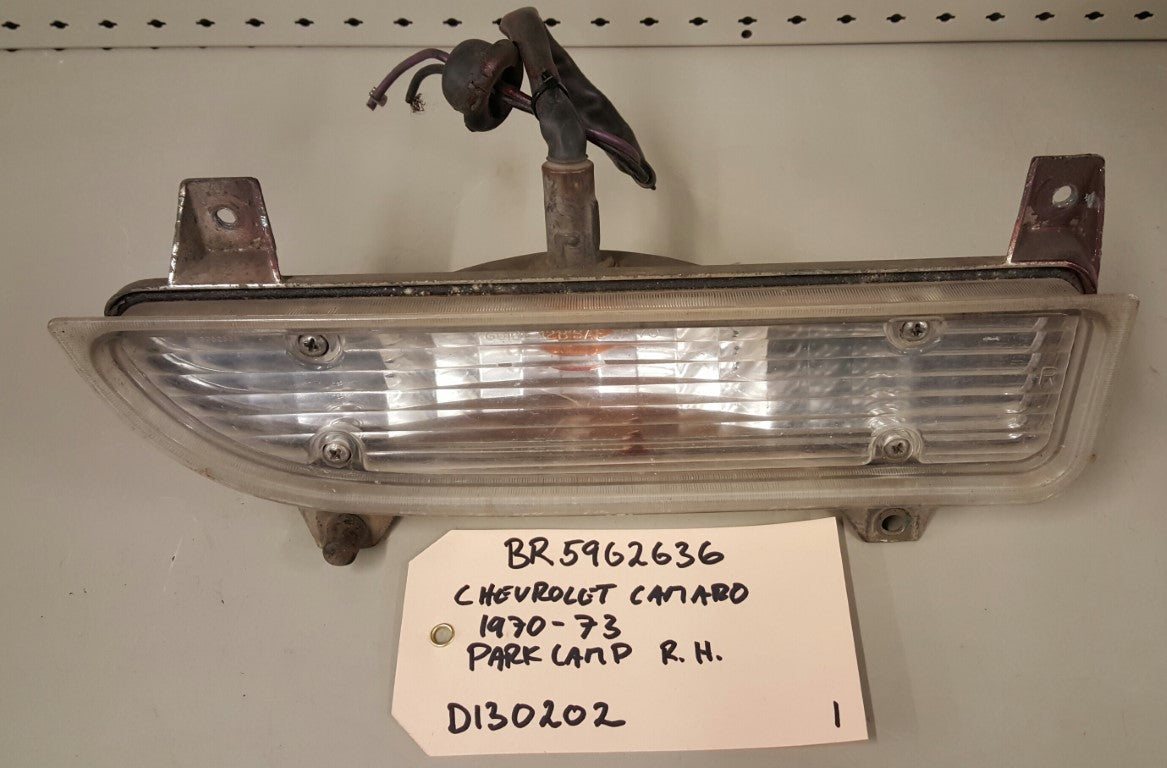 R
BR5962636
CHEVROLET CAMARO
1970-73
PARK LAMP R.H.
D130202 1